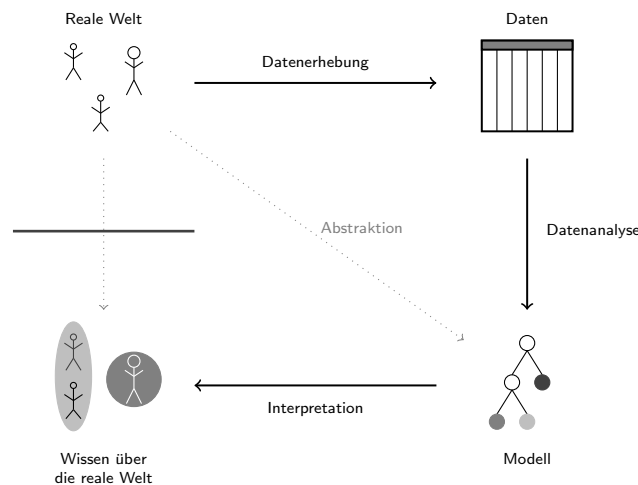 Reale Welt
Daten
Datenerhebung
Abstraktion
Datenanalyse
Interpretation
Wissen über
die reale Welt
Modell